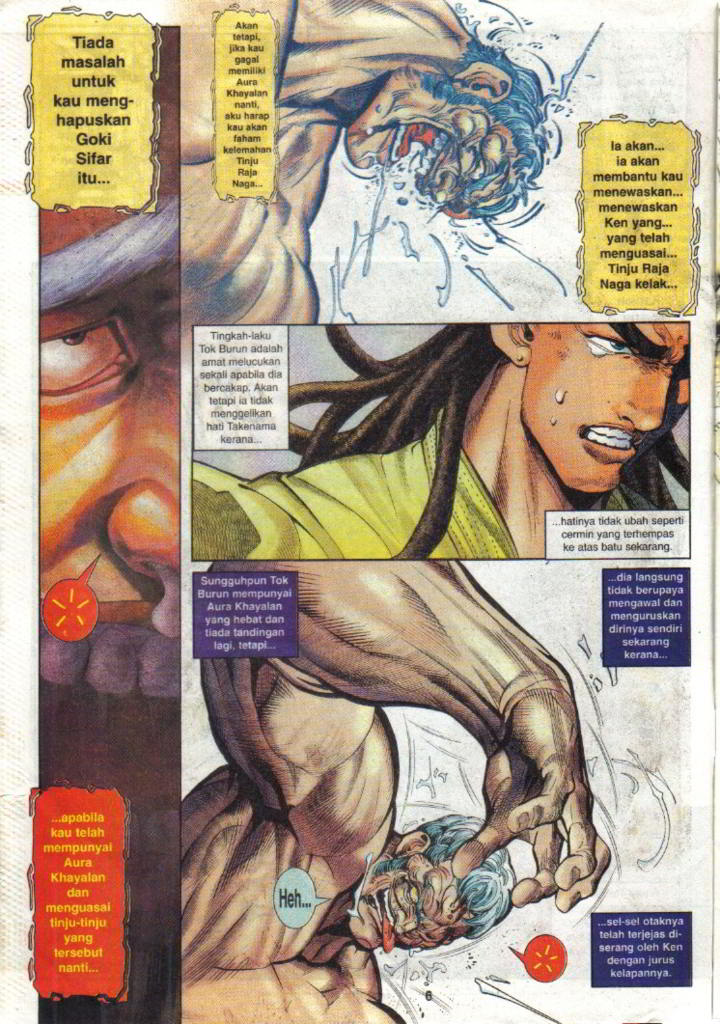 Tiada
masalah
untuk
kau meng-
hapuskan
Goki
Sifar
itu...
Akan
tetapi,
jika kau
gagal
memiliki
Aura
Khayalan
nanti,
aku harap
kau akan
faham
kelemahan
Tinju
Raja
Naga...
Ia akan...
ia akan
membantu kau
menewaskan...
menewaskan
Ken yang...
yang telah
menguasai...
Tinju Raja
Naga kelak...
Tingkah-laku
Tok Burun adalah
amat melucukan
sekali apabila dia
bercakap. Akan
tetapi ia tidak
menggelikan
hati Takenama
kerana...
...hatinya tidak ubah seperti
cermin yang terhempas
ke atas batu sekarang.
Sungguhpun Tok
Burun mempunyai
Aura Khayalan
yang hebat dan
tiada tandingan
lagi, tetapi...
...dia langsung
tidak berupaya
mengawal dan
menguruskan
dirinya sendiri
sekarang
kerana...
...apabila
kau telah
mempunyai
Aura
Khayalan
dan
menguasai
tinju-tinju
yang
tersebut
nanti...
Heh...
...sel-sel otaknya
telah terjejas di-
serang oleh Ken
dengan jurus
kelapannya.
6